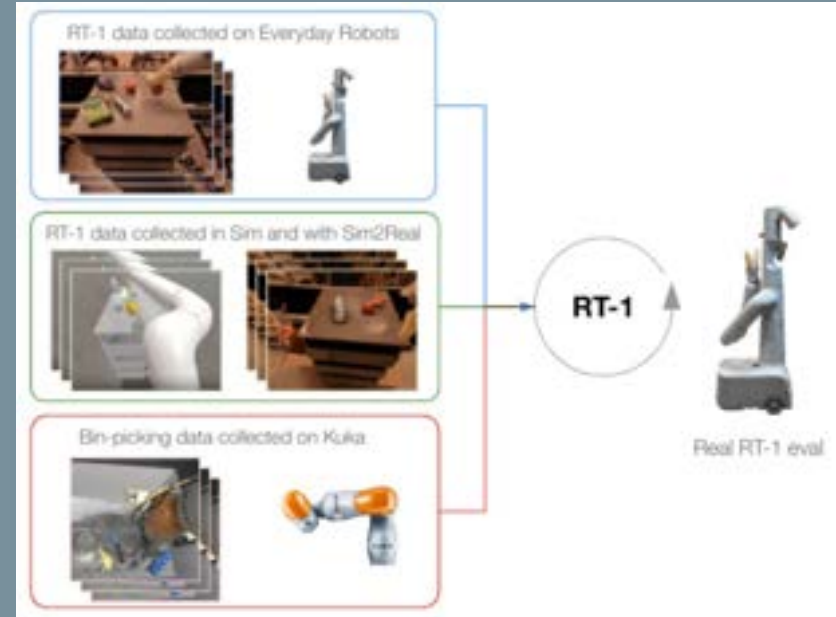 RT-1 data collected on Everyday Robots
RT-1 data collected in Sim and with Sim2Real
Bin-picking data collected on Kuka
RT-1
Real RT-1 eval